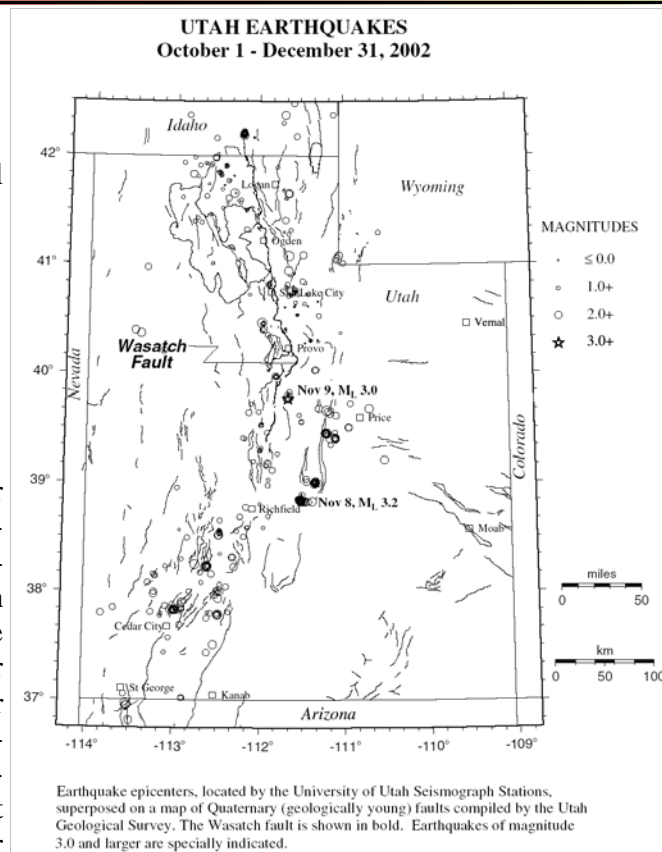 UTAH EARTHQUAKES
October 1 - December 31, 2002
Idaho
42°
Logan
Wyoming
Ogden
41°
Salt Lake City
Utah
Vernal
Wasatch
Fault
Provo
40°
Nevada
Nov 9, ML 3.0
Price
39°
Colorado
Richfield
Nov 8, ML 3.2
Moab
38°
Cedar City
St George
Kanab
37°
Arizona
-114° -113° -112° -111° -110° -109°
MAGNITUDES
≤ 0.0
1.0+
2.0+
3.0+
miles
0 50
km
0 50 100
Earthquake epicenters, located by the University of Utah Seismograph Stations,
superposed on a map of Quaternary (geologically young) faults compiled by the Utah
Geological Survey. The Wasatch fault is shown in bold. Earthquakes of magnitude
3.0 and larger are specially indicated.